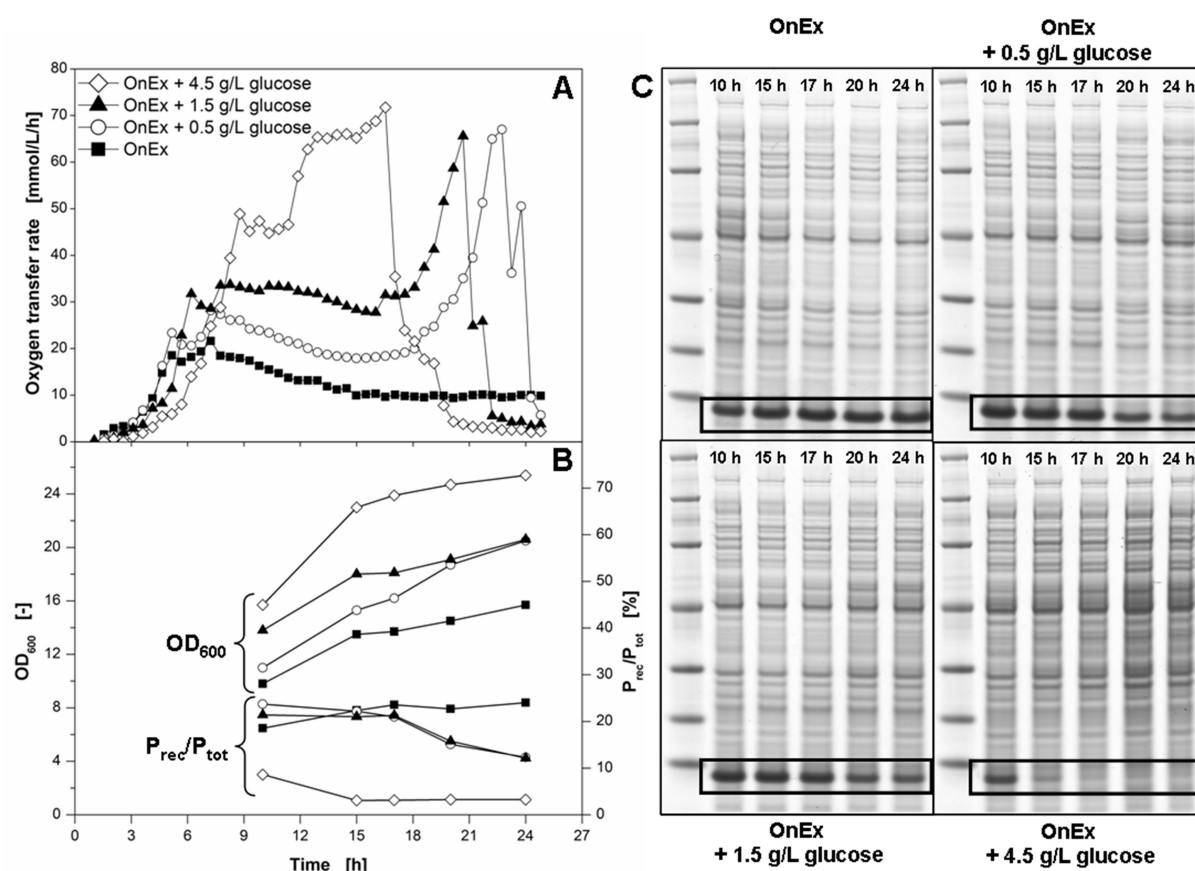 OnEx + 4.5 g/L glucose
OnEx + 1.5 g/L glucose
OnEx + 0.5 g/L glucose
OnEx
A
Oxygen transfer rate [mmol/L/h]
80
70
60
50
40
30
20
10
0
B
OD600 [-]
24
20
16
12
8
4
0
OD600
Prec/Ptot
Prec/Ptot [%]
70
60
50
40
30
20
10
0
0 3 6 9 12 15 18 21 24 27
Time [h]
C
OnEx
10 h 15 h 17 h 20 h 24 h
OnEx
+ 0.5 g/L glucose
10 h 15 h 17 h 20 h 24 h
10 h 15 h 17 h 20 h 24 h
OnEx
+ 1.5 g/L glucose
10 h 15 h 17 h 20 h 24 h
OnEx
+ 4.5 g/L glucose